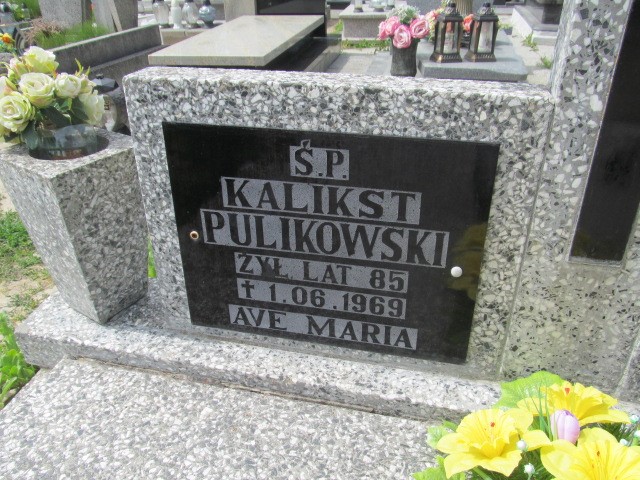 Ś.P.
KALIKST
PULIKOWSKI
ŻYŁ LAT 85
† 1.06.1969
AVE MARIA